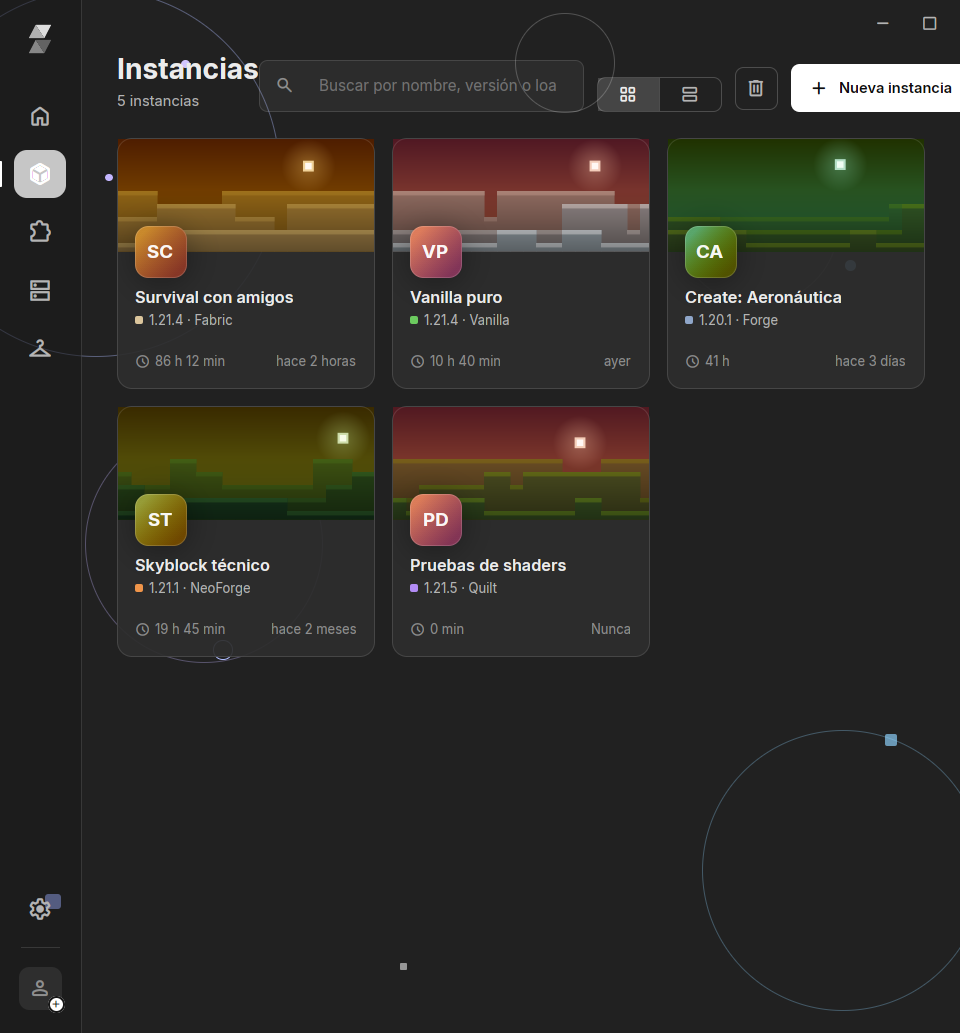 Instancias
5 instancias
Buscar por nombre, versión o loa
Nueva instancia
SC
Survival con amigos
1.21.4 · Fabric
86 h 12 min
hace 2 horas
VP
Vanilla puro
1.21.4 · Vanilla
10 h 40 min
ayer
CA
Create: Aeronáutica
1.20.1 · Forge
41 h
hace 3 días
ST
Skyblock técnico
1.21.1 · NeoForge
19 h 45 min
hace 2 meses
PD
Pruebas de shaders
1.21.5 · Quilt
0 min
Nunca